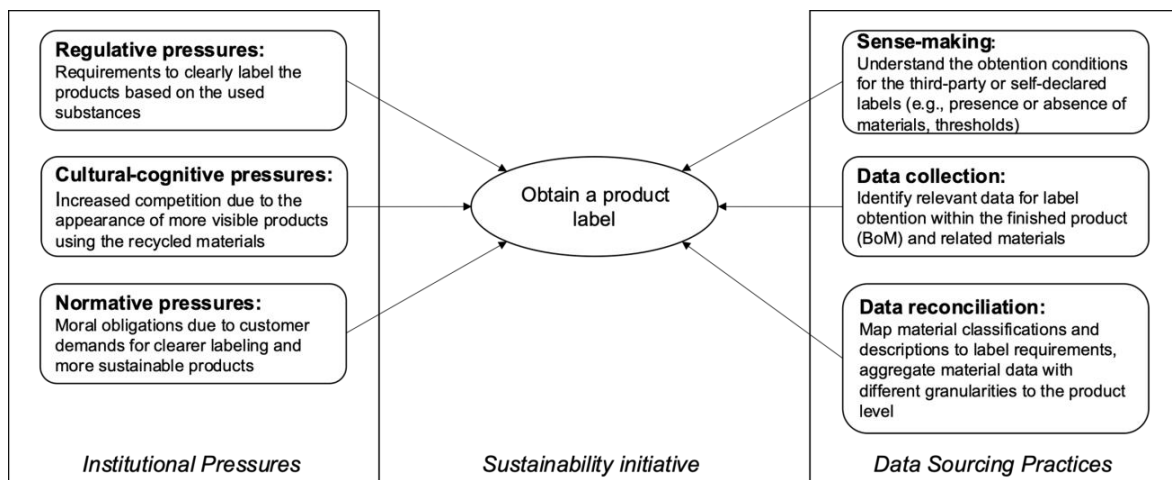 Regulative pressures:
Requirements to clearly label the
products based on the used
substances
Cultural-cognitive pressures:
Increased competition due to the
appearance of more visible products
using the recycled materials
Normative pressures:
Moral obligations due to customer
demands for clearer labeling and
more sustainable products
Institutional Pressures
Obtain a product
label
Sustainability initiative
Sense-making:
Understand the obtention conditions
for the third-party or self-declared
labels (e.g., presence or absence of
materials, thresholds)
Data collection:
Identify relevant data for label
obtention within the finished product
(BoM) and related materials
Data reconciliation:
Map material classifications and
descriptions to label requirements,
aggregate material data with
different granularities to the product
level
Data Sourcing Practices